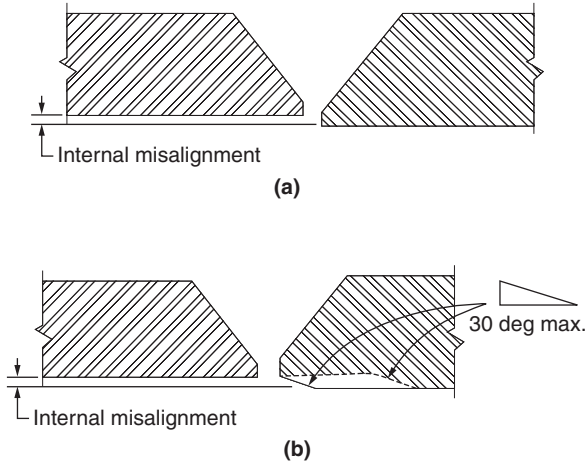 Internal misalignment
(a)
30 deg max.
Internal misalignment
(b)